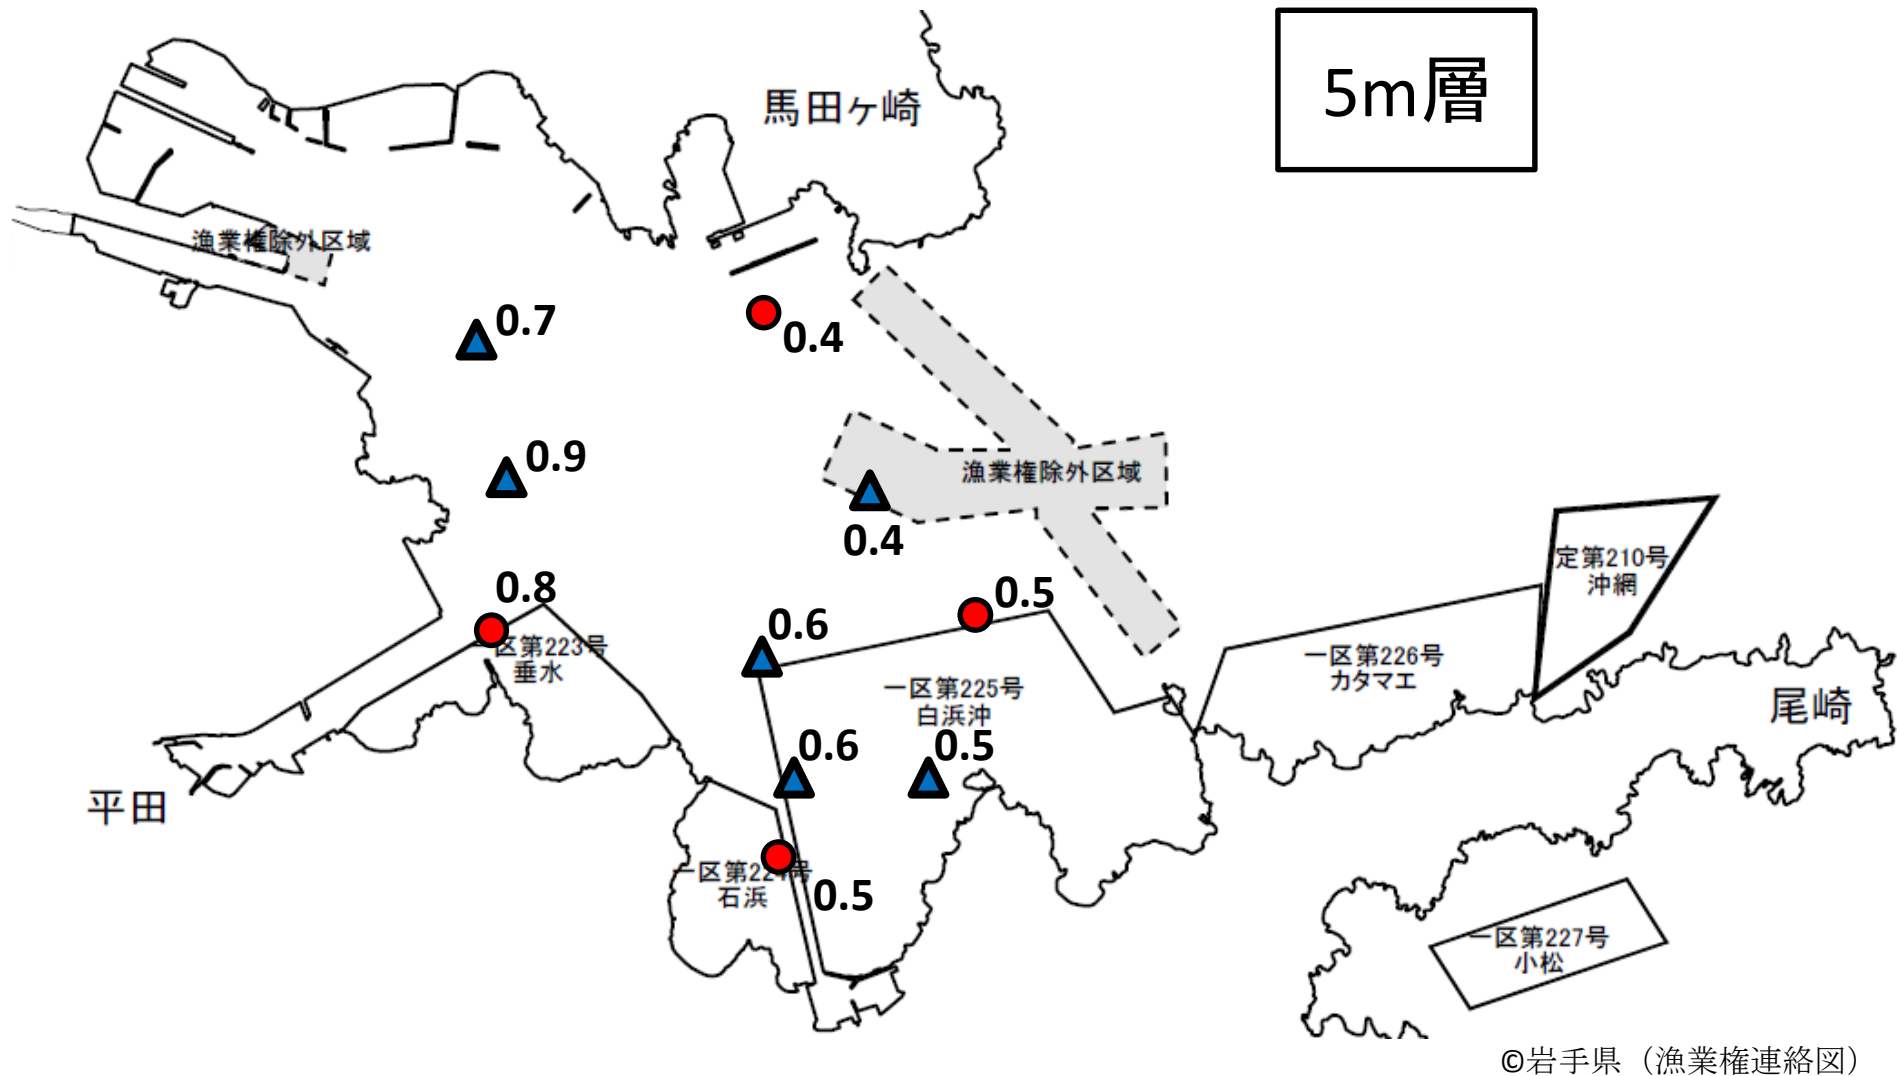 5m層
馬田ヶ崎
漁業権除外区域
0.7
0.4
0.9
漁業権除外区域
0.4
定第210号
沖網
0.8
0.5
0.6
一区第223号
垂水
一区第226号
カタマエ
一区第225号
白浜沖
尾崎
0.6
0.5
平田
一区第224号
石浜
0.5
一区第227号
小松
©岩手県（漁業権連絡図）